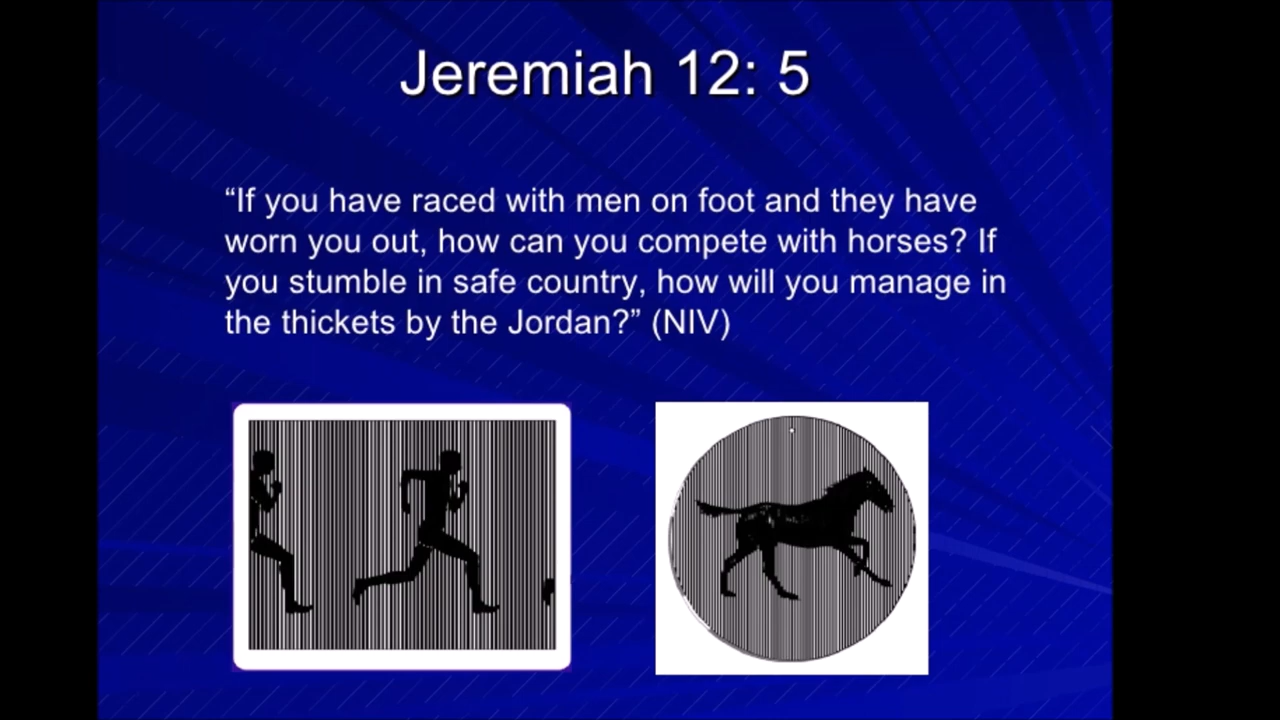 Jeremiah 12: 5
“If you have raced with men on foot and they have
worn you out, how can you compete with horses? If
you stumble in safe country, how will you manage in
the thickets by the Jordan?” (NIV)